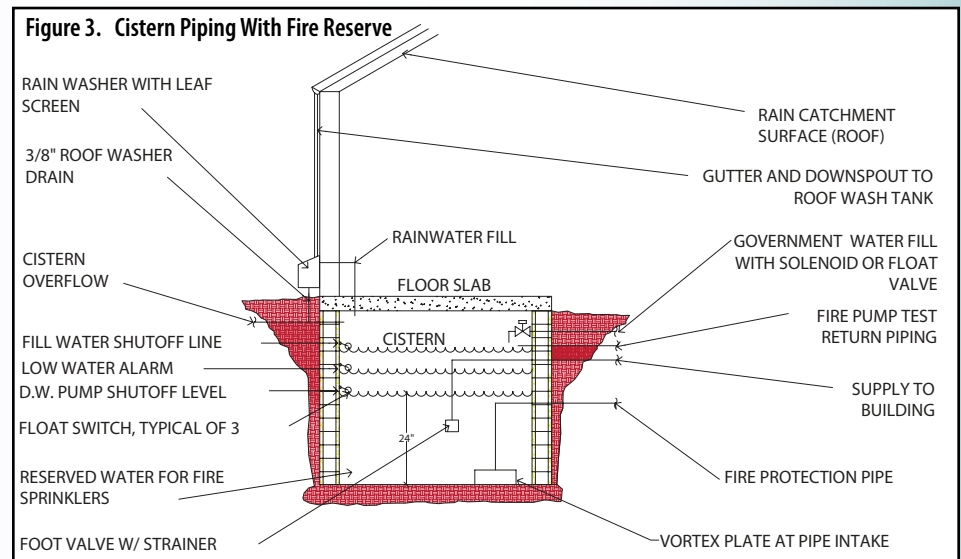 Figure 3. Cistern Piping With Fire Reserve
RAIN WASHER WITH LEAF
SCREEN
3/8" ROOF WASHER
DRAIN
CISTERN
OVERFLOW
FILL WATER SHUTOFF LINE
LOW WATER ALARM
D.W. PUMP SHUTOFF LEVEL
FLOAT SWITCH, TYPICAL OF 3
RESERVED WATER FOR FIRE
SPRINKLERS
FOOT VALVE W/ STRAINER
RAINWATER FILL
FLOOR SLAB
CISTERN
24"
RAIN CATCHMENT
SURFACE (ROOF)
GUTTER AND DOWNSPOUT TO
ROOF WASH TANK
GOVERNMENT WATER FILL
WITH SOLENOID OR FLOAT
VALVE
FIRE PUMP TEST
RETURN PIPING
SUPPLY TO
BUILDING
FIRE PROTECTION PIPE
VORTEX PLATE AT PIPE INTAKE